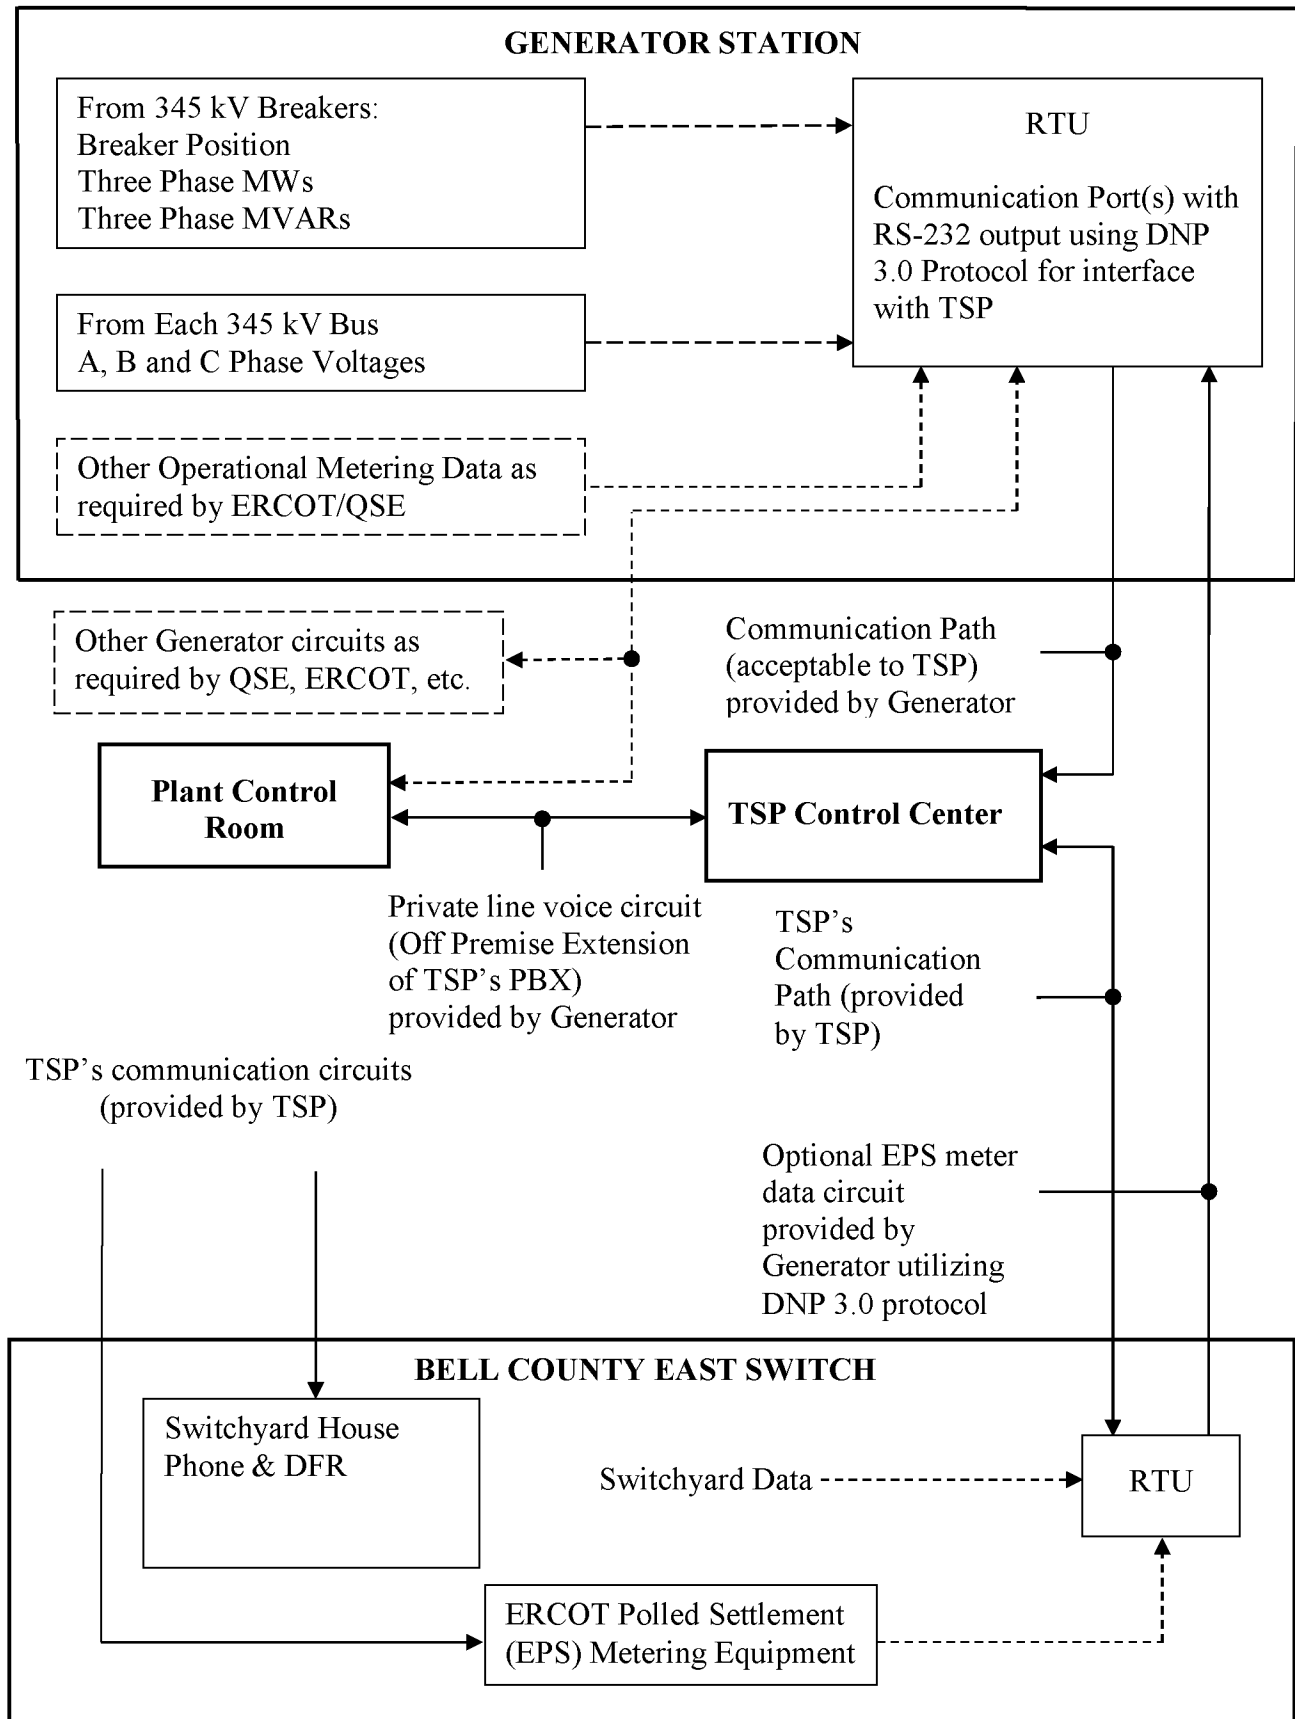 GENERATOR STATION
From 345 kV Breakers:
Breaker Position
Three Phase MWs
Three Phase MVARs
RTU
Communication Port(s) with
RS-232 output using DNP
3.0 Protocol for interface
with TSP
From Each 345 kV Bus
A, B and C Phase Voltages
Other Operational Metering Data as
required by ERCOT/QSE
Other Generator circuits as
required by QSE, ERCOT, etc.
Communication Path
(acceptable to TSP)
provided by Generator
Plant Control
Room
TSP Control Center
Private line voice circuit
(Off Premise Extension
of TSP’s PBX)
provided by Generator
TSP’s
Communication
Path (provided
by TSP)
TSP’s communication circuits
(provided by TSP)
Optional EPS meter
data circuit
provided by
Generator utilizing
DNP 3.0 protocol
BELL COUNTY EAST SWITCH
Switchyard House
Phone & DFR
Switchyard Data
RTU
ERCOT Polled Settlement
(EPS) Metering Equipment